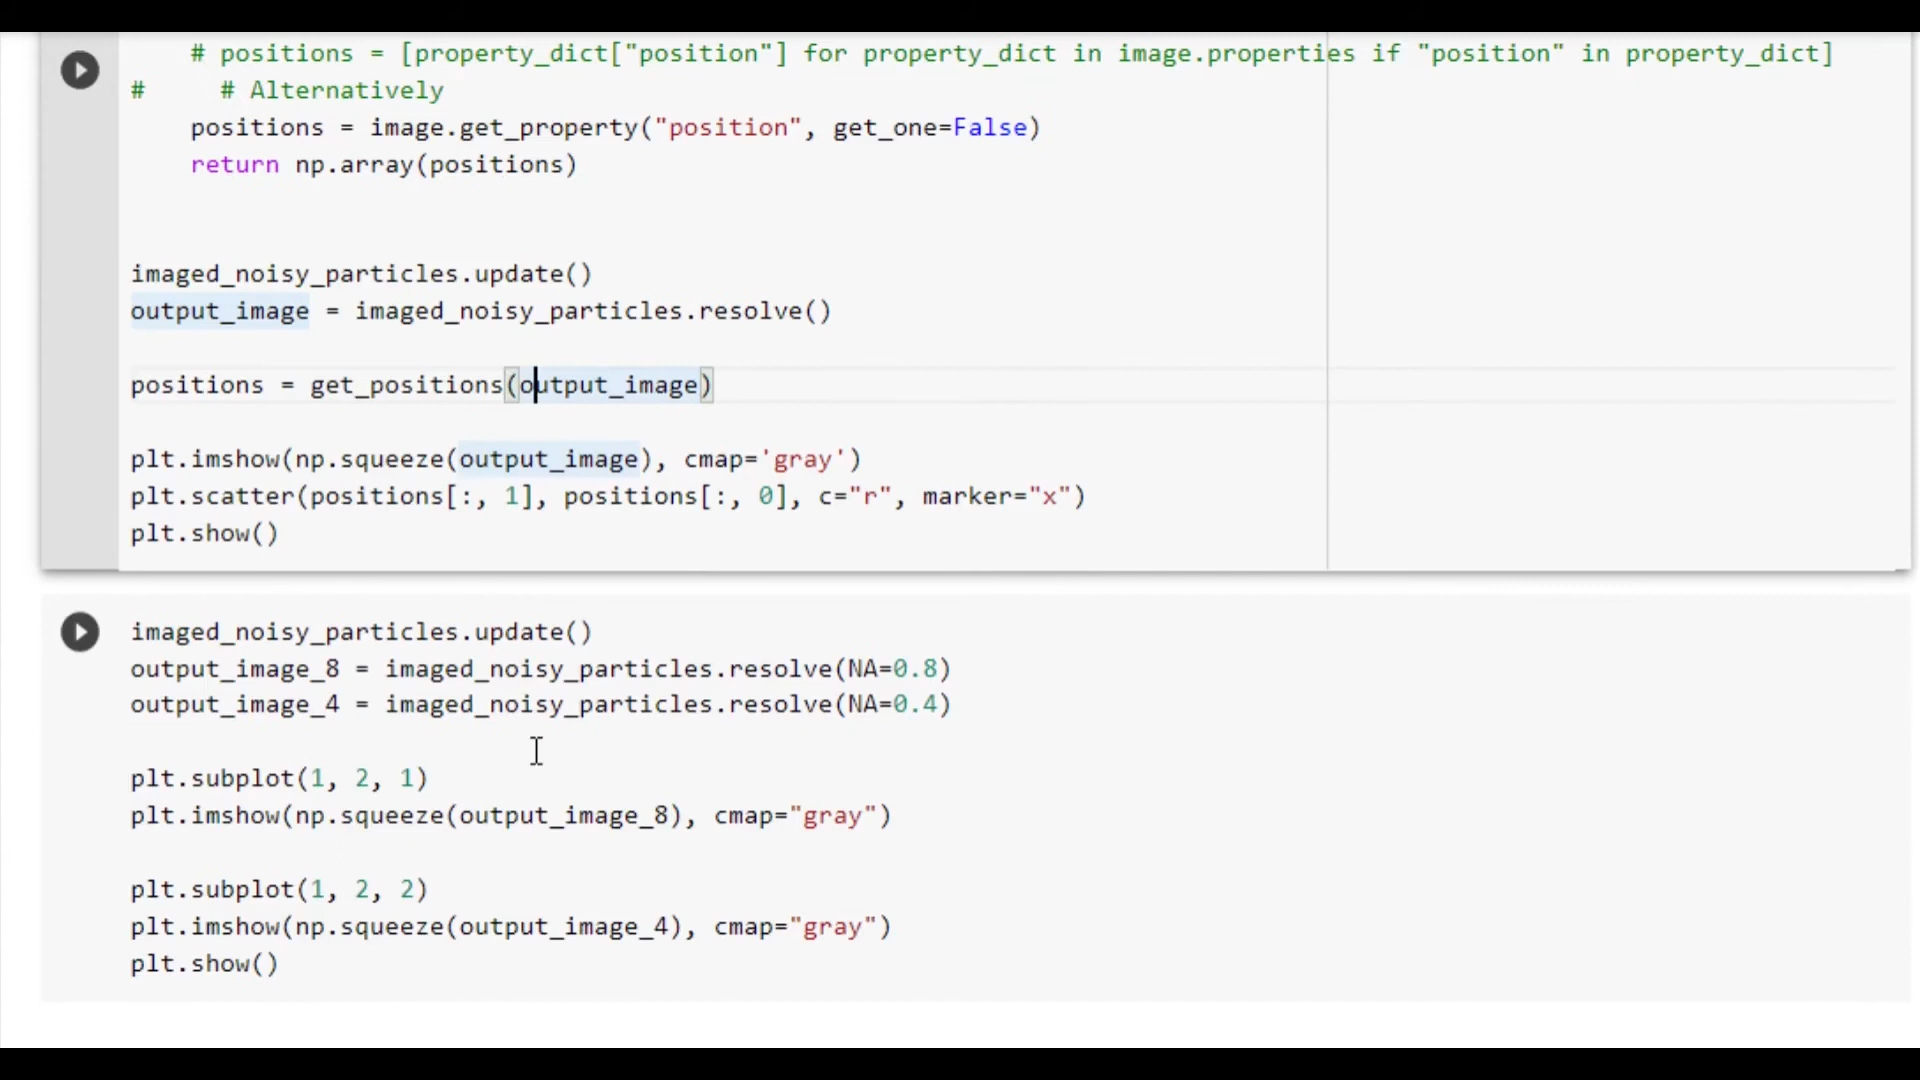 # positions = [property_dict["position"] for property_dict in image.properties if "position" in property_dict]
#     # Alternatively
positions = image.get_property("position", get_one=False)
return np.array(positions)
imaged_noisy_particles.update()
output_image = imaged_noisy_particles.resolve()
positions = get_positions(output_image)
plt.imshow(np.squeeze(output_image), cmap='gray')
plt.scatter(positions[:, 1], positions[:, 0], c="r", marker="x")
plt.show()
imaged_noisy_particles.update()
output_image_8 = imaged_noisy_particles.resolve(NA=0.8)
output_image_4 = imaged_noisy_particles.resolve(NA=0.4)
plt.subplot(1, 2, 1)
plt.imshow(np.squeeze(output_image_8), cmap="gray")
plt.subplot(1, 2, 2)
plt.imshow(np.squeeze(output_image_4), cmap="gray")
plt.show()